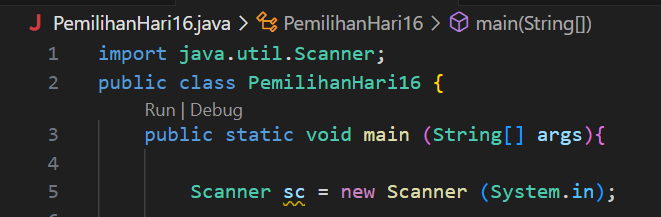 PemilihanHari16.java > PemilihanHari16 > main(String[])
1 import java.util.Scanner;
2 public class PemilihanHari16 {
Run | Debug
3 public static void main (String[] args){
4
5 Scanner sc = new Scanner (System.in);